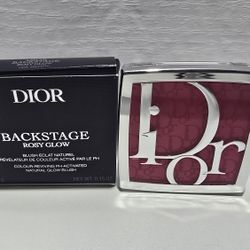 DIOR
BACKSTAGE
ROSY GLOW
BLUSH ÉCLAT NATUREL
RÉVÉLATEUR DE COULEUR-ACTIVÉ PAR LE PH
COLOUR-REVIVING PH-ACTIVATED
NATURAL GLOW BLUSH
Dior